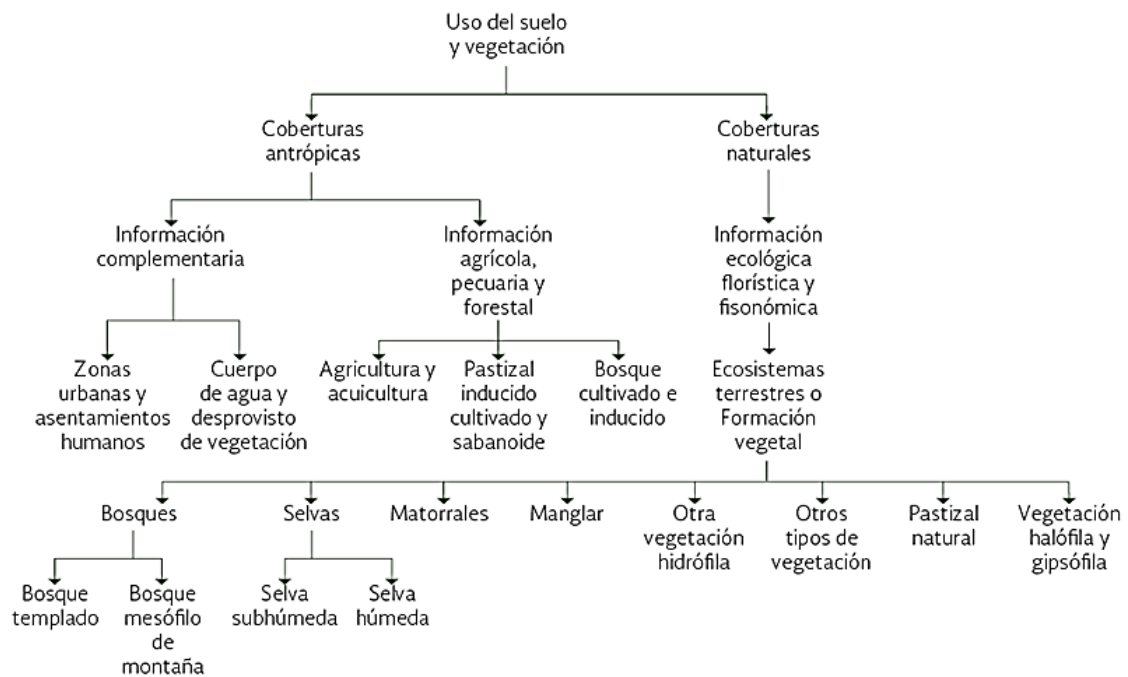 Uso del suelo
y vegetación
Coberturas
antrópicas
Coberturas
naturales
Información
complementaria
Información
agrícola,
pecuaria y
forestal
Información
ecológica
florística y
fisonómica
Zonas
urbanas y
asentamientos
humanos
Cuerpo
de agua y
desprovisto
de vegetación
Agricultura y
acuicultura
Pastizal
inducido
cultivado y
sabanoide
Bosque
cultivado e
inducido
Ecosistemas
terrestres o
Formación
vegetal
Bosques
Selvas
Matorrales
Manglar
Otra
vegetación
hidrófila
Otros
tipos de
vegetación
Pastizal
natural
Vegetación
halófila y
gipsófila
Bosque
templado
Bosque
mesófilo
de
montaña
Selva
subhúmeda
Selva
húmeda